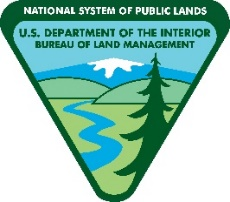 NATIONAL SYSTEM OF PUBLIC LANDS
U.S. DEPARTMENT OF THE INTERIOR
BUREAU OF LAND MANAGEMENT